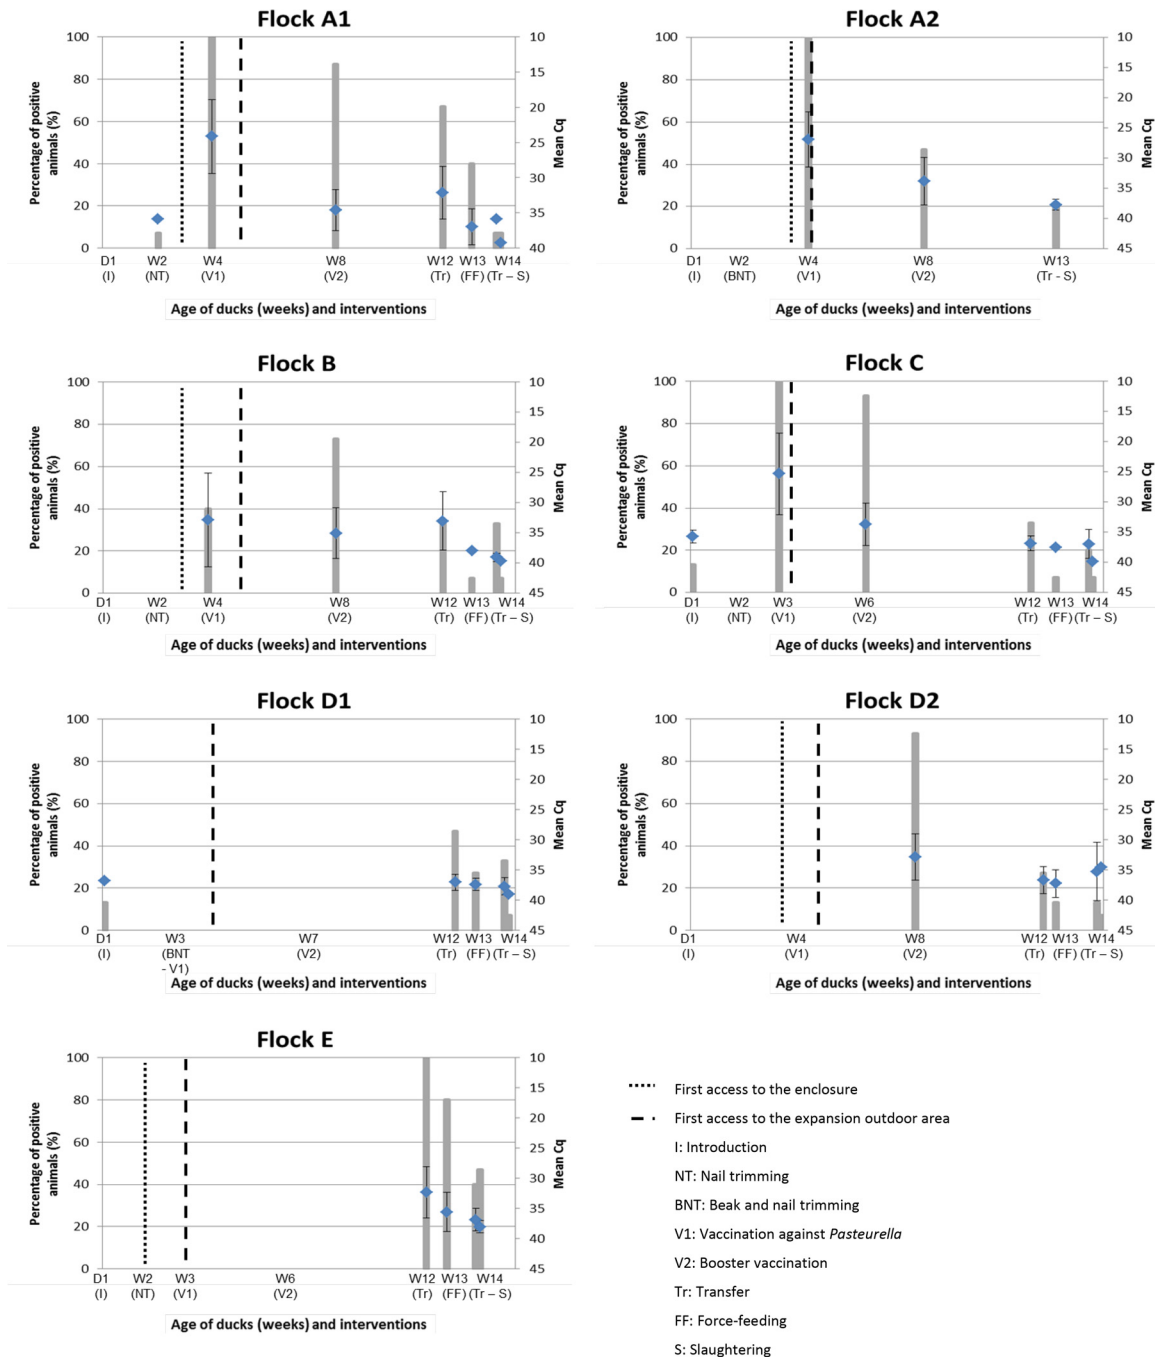 Flock A1
Percentage of positive
animals (%)
100
80
60
40
20
0
10
15
20
25
30
35
40
Mean Cq
D1 W2 W4 W8 W12 W13 W14
(I) (NT) (V1) (V2) (Tr) (FF) (Tr – S)
Age of ducks (weeks) and interventions
Flock A2
Percentage of positive
animals (%)
100
80
60
40
20
0
10
15
20
25
30
35
40
45
Mean Cq
D1 W2 W4 W8 W13
(I) (BNT) (V1) (V2) (Tr - S)
Age of ducks (weeks) and interventions
Flock B
Percentage of positive
animals (%)
100
80
60
40
20
0
10
15
20
25
30
35
40
45
Mean Cq
D1 W2 W4 W8 W12 W13 W14
(I) (NT) (V1) (V2) (Tr) (FF) (Tr – S)
Age of ducks (weeks) and interventions
Flock C
Percentage of positive
animals (%)
100
80
60
40
20
0
10
15
20
25
30
35
40
45
Mean Cq
D1 W2 W3 W6 W12 W13 W14
(I) (NT) (V1) (V2) (Tr) (FF) (Tr – S)
Age of ducks (weeks) and interventions
Flock D1
Percentage of positive
animals (%)
100
80
60
40
20
0
10
15
20
25
30
35
40
45
Mean Cq
D1 W3 W7 W12 W13 W14
(I) (BNT (V2) (Tr) (FF) (Tr – S)
- V1)
Age of ducks (weeks) and interventions
Flock D2
Percentage of positive
animals (%)
100
80
60
40
20
0
10
15
20
25
30
35
40
45
Mean Cq
D1 W4 W8 W12 W13 W14
(I) (V1) (V2) (Tr) (FF) (Tr – S)
Age of ducks (weeks) and interventions
Flock E
Percentage of positive
animals (%)
100
80
60
40
20
0
10
15
20
25
30
35
40
45
Mean Cq
D1 W2 W3 W6 W12 W13 W14
(I) (NT) (V1) (V2) (Tr) (FF) (Tr – S)
Age of ducks (weeks) and interventions
First access to the enclosure
First access to the expansion outdoor area
I: Introduction
NT: Nail trimming
BNT: Beak and nail trimming
V1: Vaccination against Pasteurella
V2: Booster vaccination
Tr: Transfer
FF: Force-feeding
S: Slaughtering